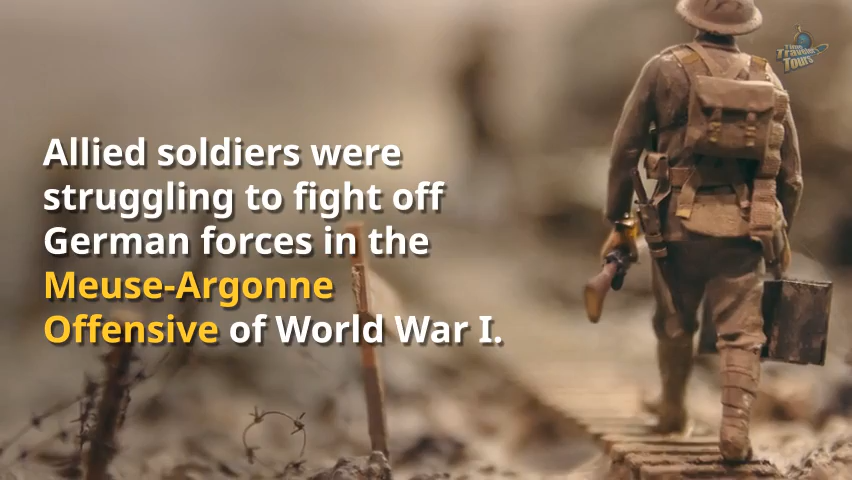 Allied soldiers were
struggling to fight off
German forces in the
Meuse-Argonne
Offensive of World War I.
Time
Traveler
Tours